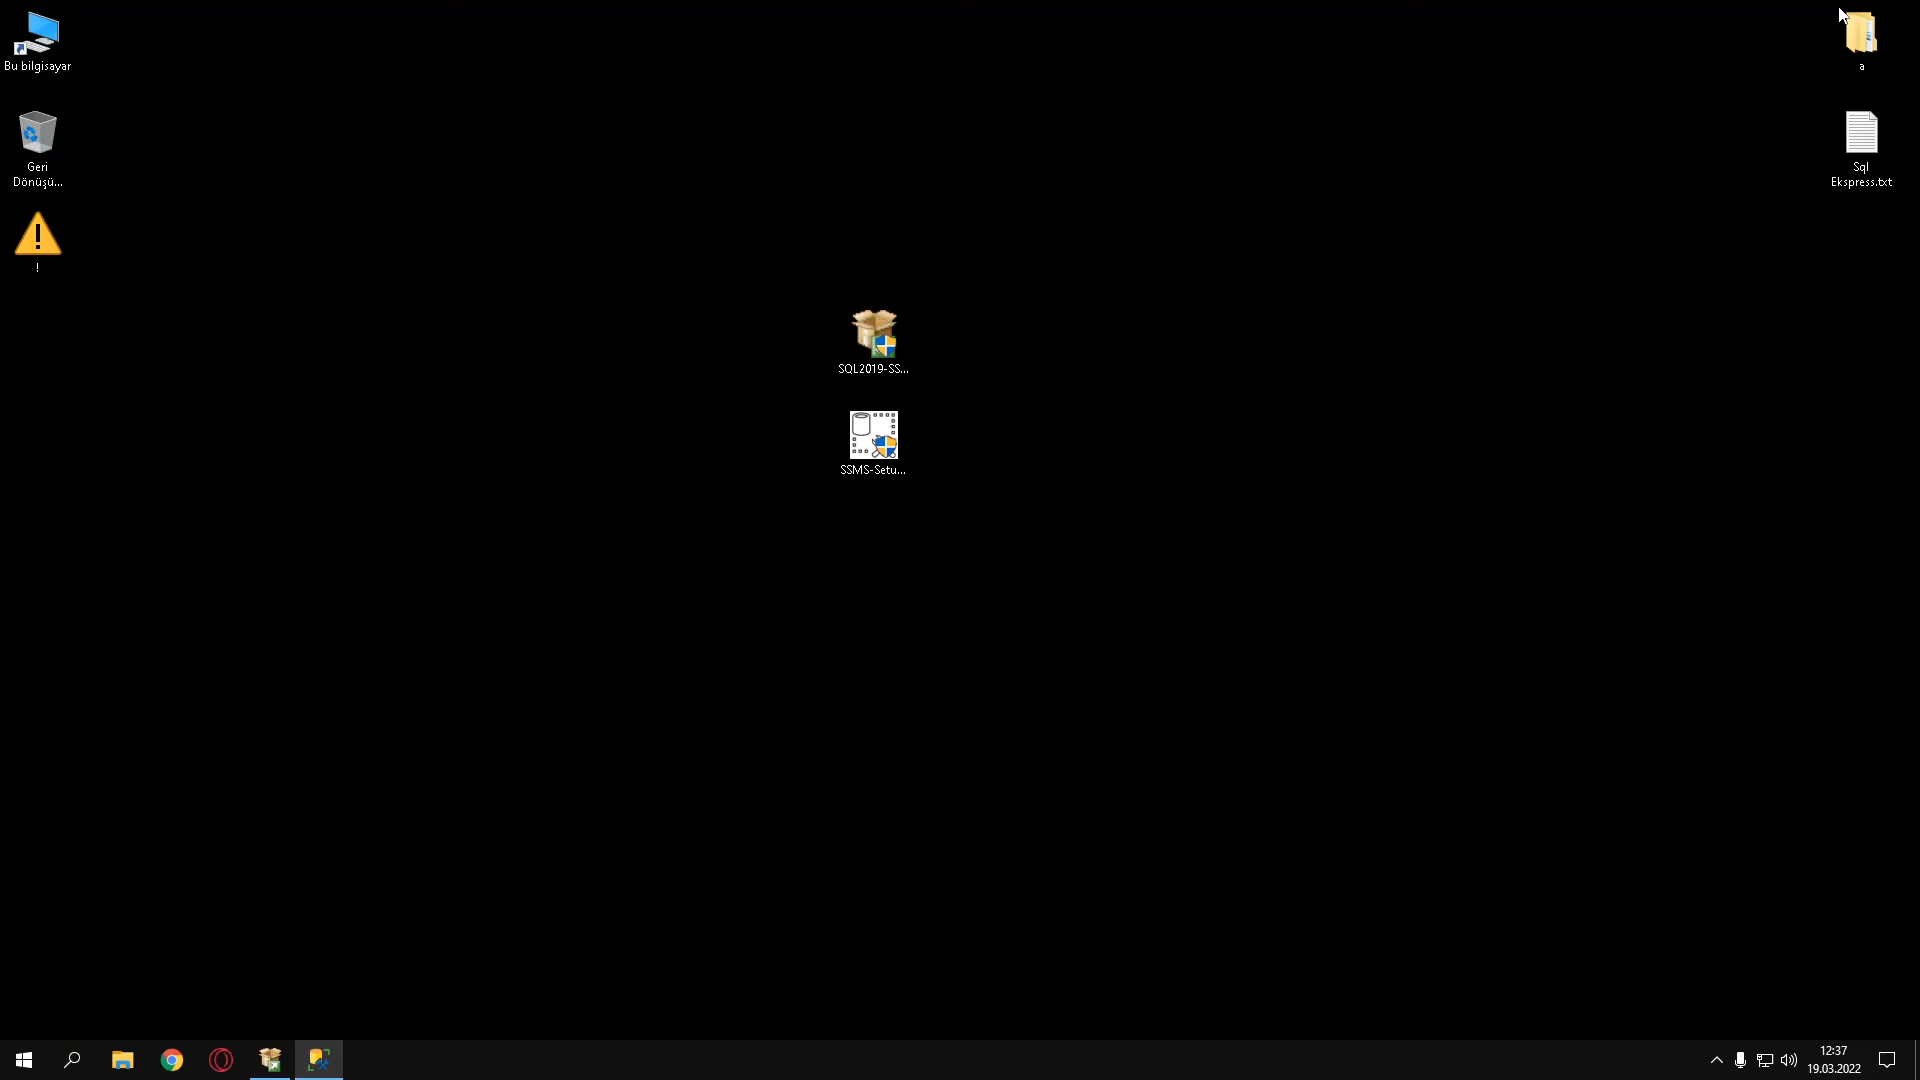 Bu bilgisayar
a
Geri
Dönüşü...
Sql
Ekspress.txt
!
SQL2019-SS...
SSMS-Setu...
12:37
19.03.2022